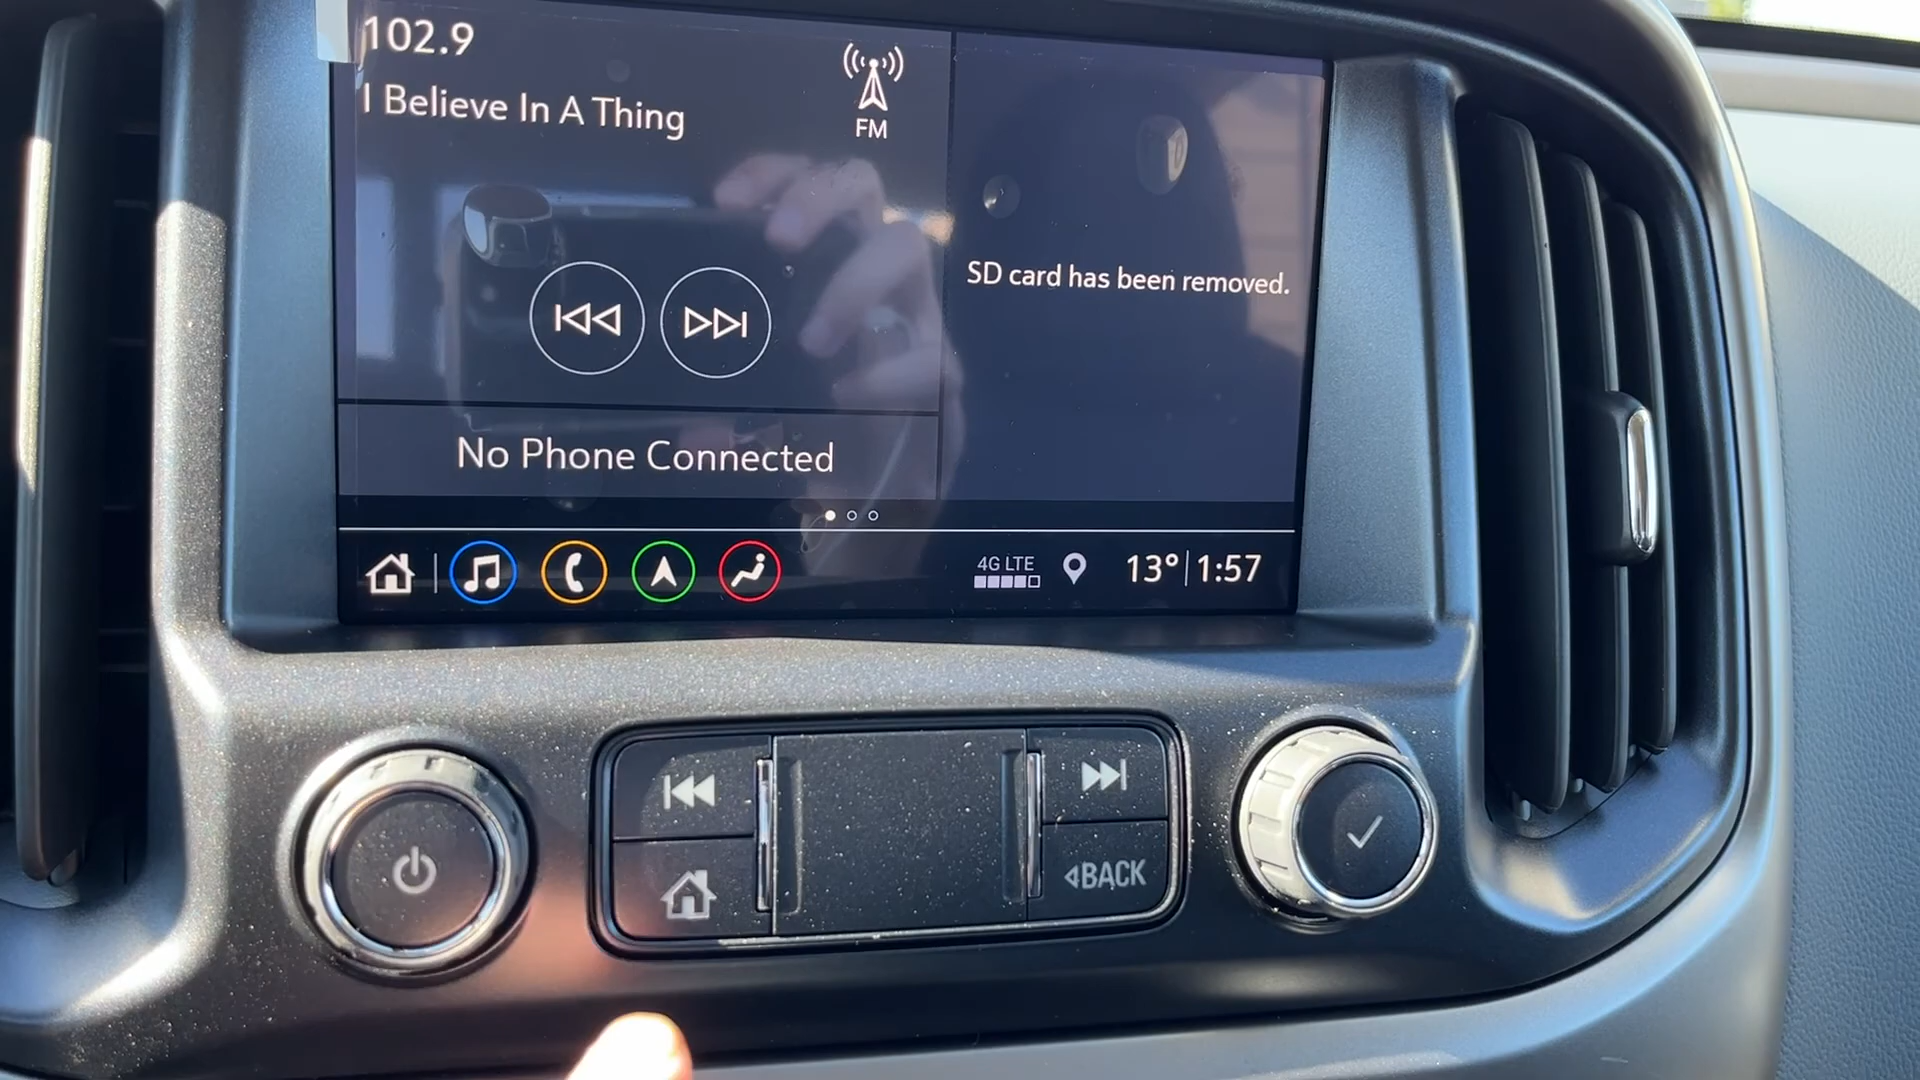 102.9
I Believe In A Thing
FM
SD card has been removed.
No Phone Connected
4G LTE
13° 1:57
BACK